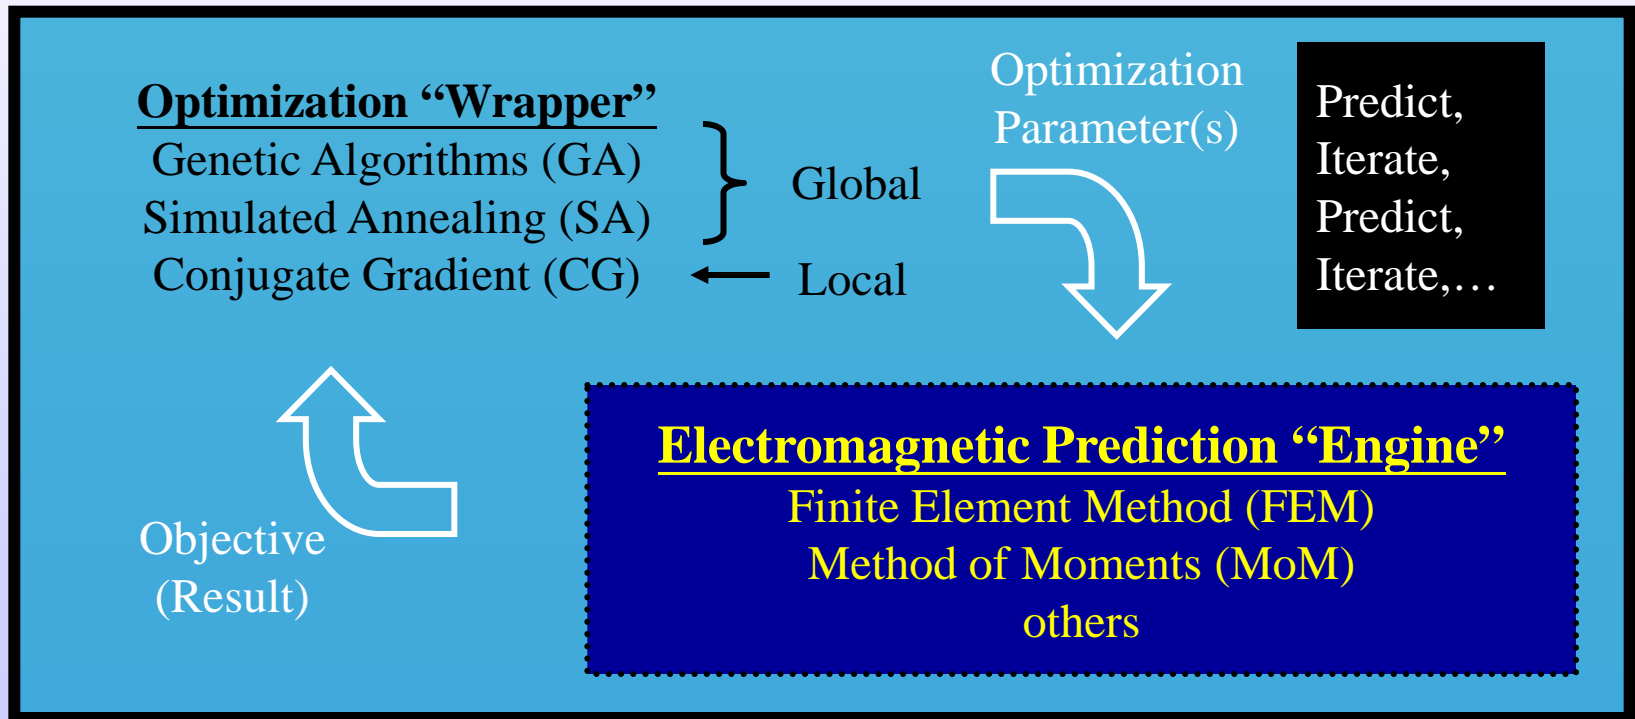 Optimization “Wrapper”
Genetic Algorithms (GA)
Simulated Annealing (SA)
Conjugate Gradient (CG)
Global
Local
Optimization
Parameter(s)
Predict,
Iterate,
Predict,
Iterate,…
Objective
(Result)
Electromagnetic Prediction “Engine”
Finite Element Method (FEM)
Method of Moments (MoM)
others